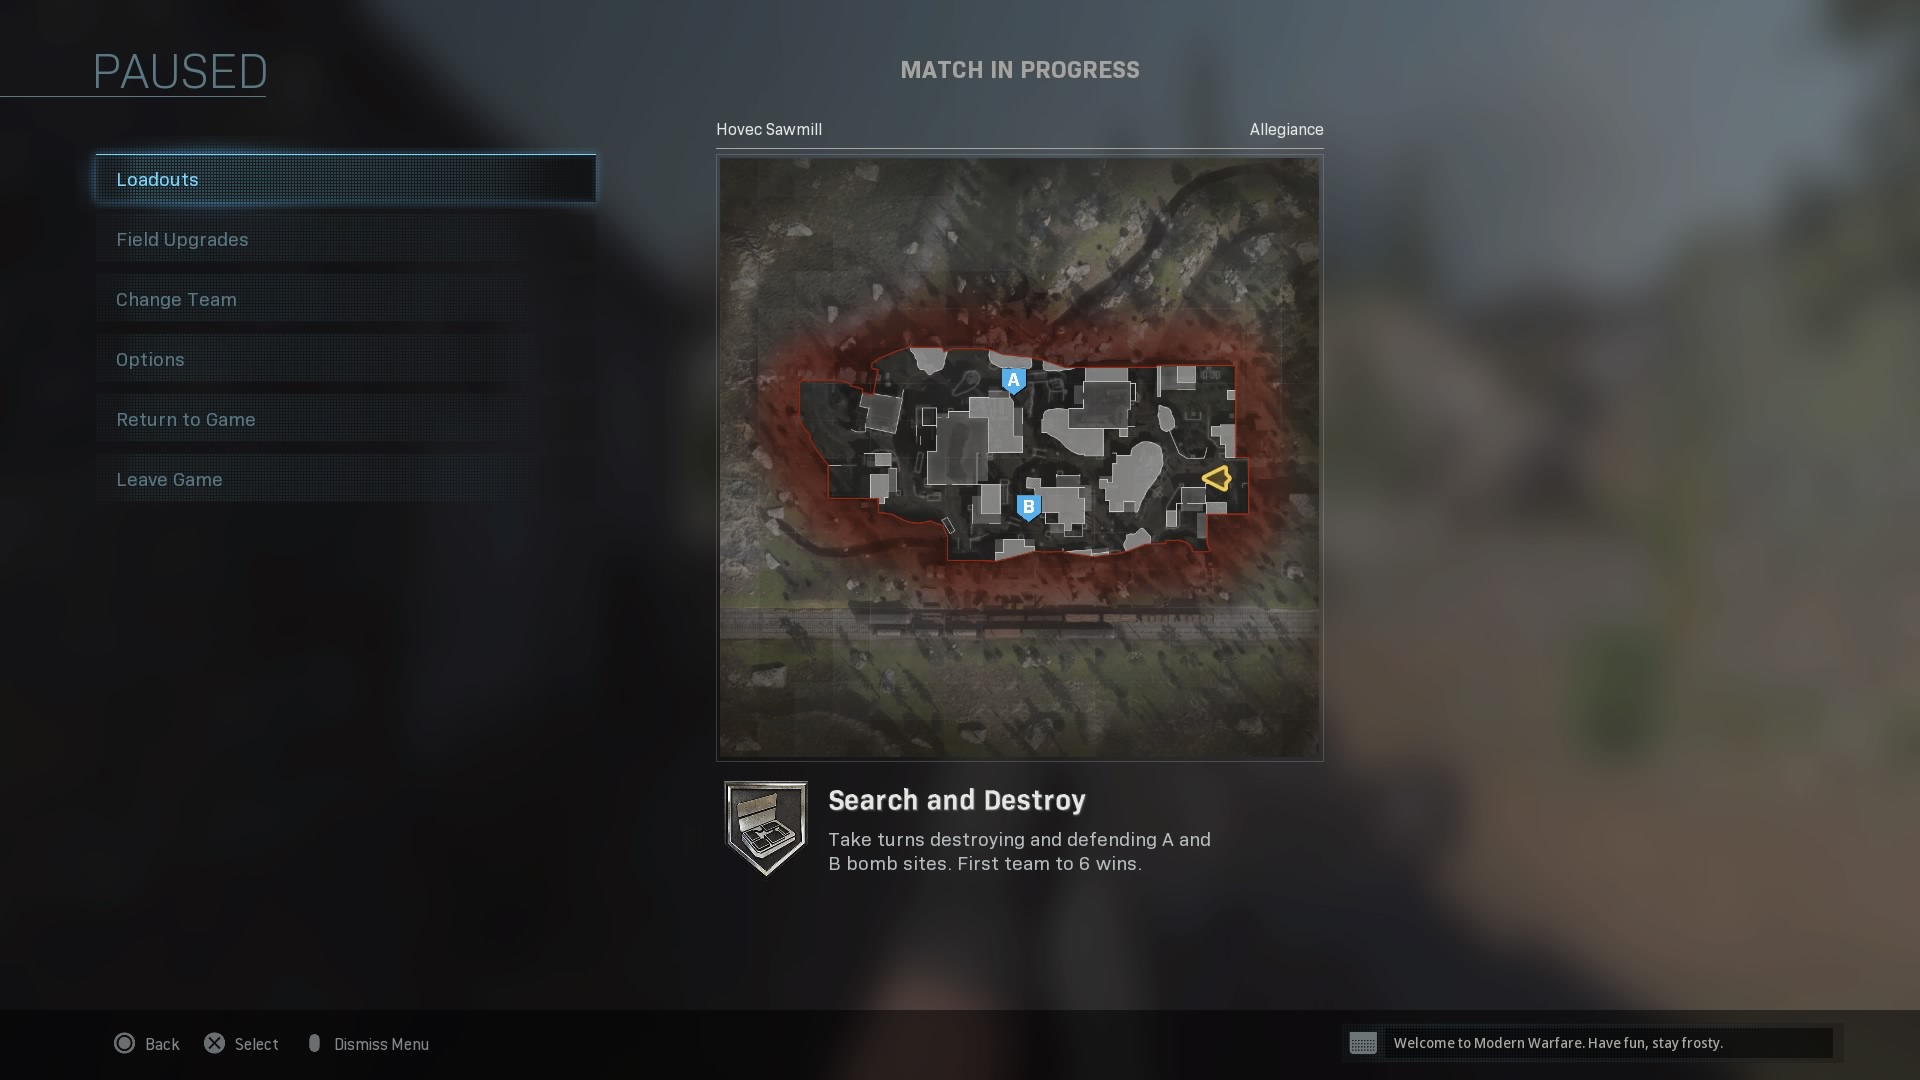 PAUSED
MATCH IN PROGRESS
Hovec Sawmill
Allegiance
Loadouts
Field Upgrades
Change Team
Options
Return to Game
Leave Game
A
B
Search and Destroy
Take turns destroying and defending A and
B bomb sites. First team to 6 wins.
Back
Select
Dismiss Menu
Welcome to Modern Warfare. Have fun, stay frosty.